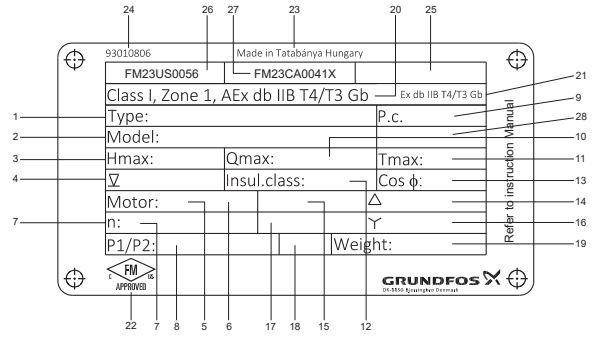 24 26 27 23 20 25
93010806 Made in Tatabánya Hungary
FM23US0056 FM23CA0041X
Class I, Zone 1, AEx db IIB T4/T3 Gb Ex db IIB T4/T3 Gb 21
1 Type: P.c. 9
2 Model: 28
3 Hmax: Qmax: Tmax: 10
4 Insul.class: Cos ϕ: 11
Motor: 13
14
7 n: 16
P1/P2: Weight: 19
Refer to instruction Manual
C FM US
APPROVED
GRUNDFOS
DK-8850 Bjerringbro Denmark
22 7 8 5 6 17 18 15 12